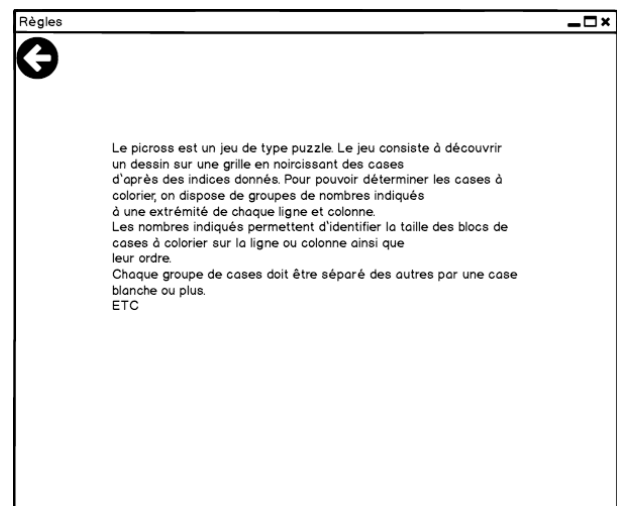 Règles
Le picross est un jeu de type puzzle. Le jeu consiste à découvrir
un dessin sur une grille en noircissant des cases
d'après des indices donnés. Pour pouvoir déterminer les cases à
colorier, on dispose de groupes de nombres indiqués
à une extrémité de chaque ligne et colonne.
Les nombres indiqués permettent d'identifier la taille des blocs de
cases à colorier sur la ligne ou colonne ainsi que
leur ordre.
Chaque groupe de cases doit être séparé des autres par une case
blanche ou plus.
ETC